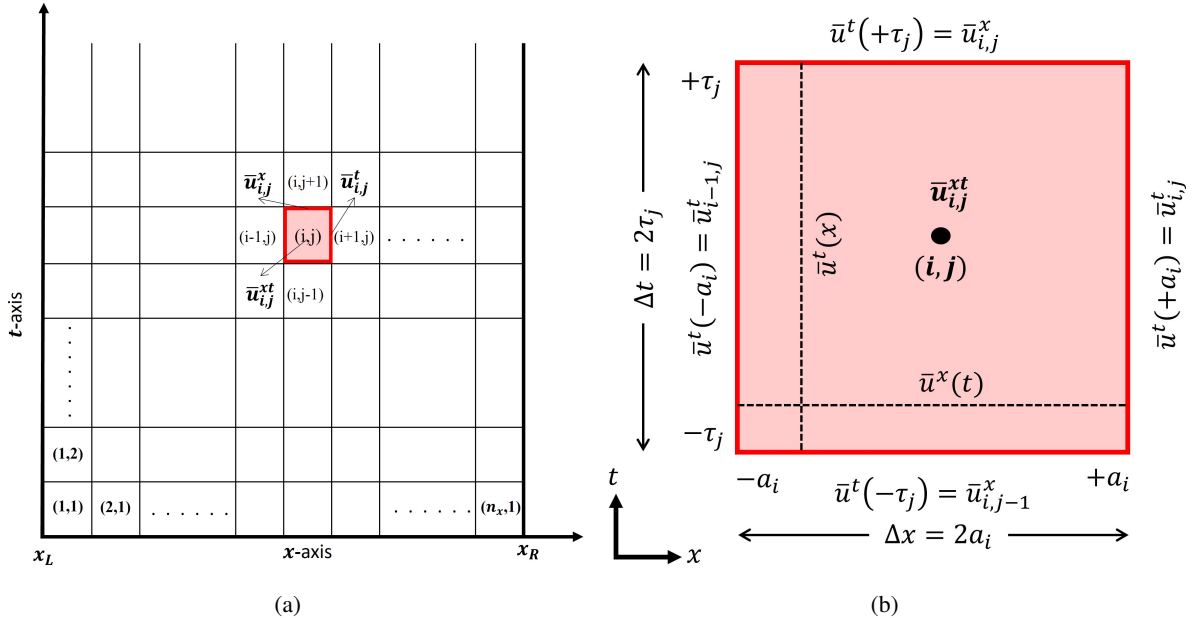 ū^x_{i,j} (i,j+1) ū^t_{i,j}
(i-1,j) (i,j) (i+1,j) . . . . . . .
ū^{xt}_{i,j} (i,j-1)
t-axis
. . . . . . .
(1,2)
(1,1) (2,1) . . . . . . . . . . . . . . (n_x,1)
x_L x-axis x_R
(a)
ū^t(+τ_j) = ū^x_{i,j}
+τ_j
Δt = 2τ_j
ū^t(−a_i) = ū^t_{i−1,j}
ū^t(x)
ū^{xt}_{i,j}
(i,j)
ū^t(+a_i) = ū^t_{i,j}
ū^x(t)
−τ_j
−a_i ū^t(−τ_j) = ū^x_{i,j−1} +a_i
t
x
Δx = 2a_i
(b)